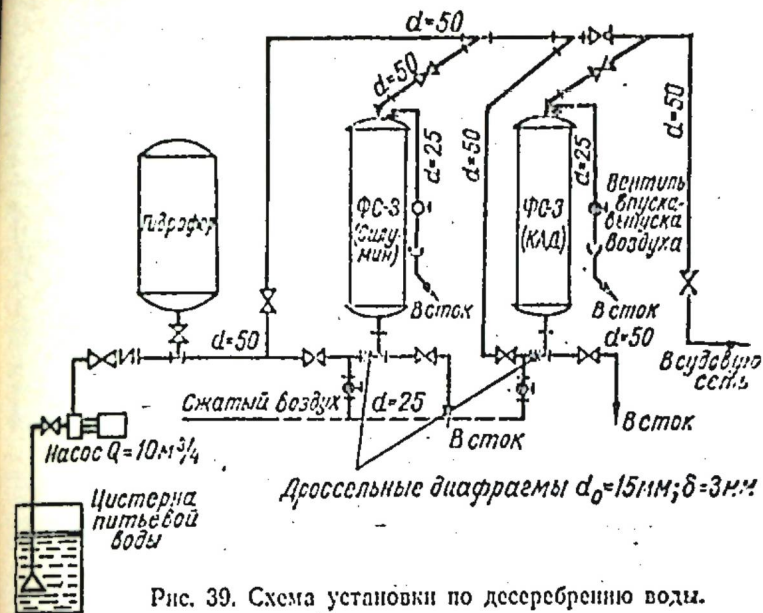 d=50
d=50
d=25
d=50
d=25
d=50
Гидрофор
ФС-3
(Силу-
мин)
ФС-3
(КАД)
Вентиль
впуска-
выпуска
воздуха
В сток
В сток
d=50
d=50
В судовую
сеть
Сжатый воздух d=25
В сток
В сток
Насос Q=10м³/ч
Дроссельные диафрагмы d₀=15мм; δ=3мм
Цистерна
питьевой
воды
Рис. 39. Схема установки по десеребрению воды.